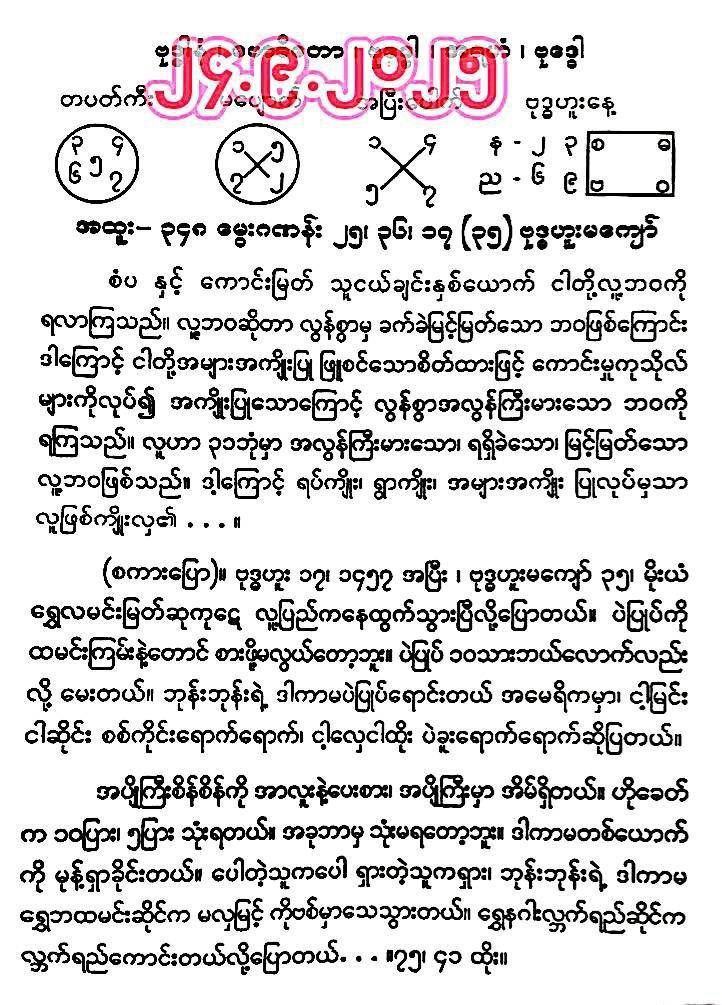 ၂၄.၉.၂၀၂၅
၊ ဗုဒ္ဓေါ
တပတ်ကီး ဗုဒ္ဓဟူးနေ့
၃ ၄ ၅ ၆ ၇
၁ ၅ ၇ ၂
၁ ၄ ၅ ၇
န - ၂ ၃
ည - ၆ ၉
စ ဓ ဗ ဝ
အထူး- ၃၄၈ မွေးဂဏန်း ၂၅၊ ၃၆၊ ၁၇ (၃၅) ဗုဒ္ဓဟူးမကျော်
စံပ နှင့် ကောင်းမြတ် သူငယ်ချင်းနှစ်ယောက် ငါတို့လူ့ဘဝကို
ရလာကြသည်။ လူ့ဘဝဆိုတာ လွန်စွာမှ ခက်ခဲမြင့်မြတ်သော ဘဝဖြစ်ကြောင်း
ဒါကြောင့် ငါတို့အများအကျိုးပြု ဖြူစင်သောစိတ်ထားဖြင့် ကောင်းမှုကုသိုလ်
များကိုလုပ်၍ အကျိုးပြုသောကြောင့် လွန်စွာအလွန်ကြီးမားသော ဘဝကို
ရကြသည်။ လူဟာ ၃၁ဘုံမှာ အလွန်ကြီးမားသော၊ ရရှိခဲသော၊ မြင့်မြတ်သော
လူ့ဘဝဖြစ်သည်။ ဒါ့ကြောင့် ရပ်ကျိုး၊ ရွာကျိုး၊ အများအကျိုး ပြုလုပ်မှသာ
လူဖြစ်ကျိုးလှ၏ . . . ။
(စကားပြော)။ ဗုဒ္ဓဟူး ၁၇၊ ၁၄၅၇ အပြီး ၊ ဗုဒ္ဓဟူးမကျော် ၃၅၊ မိုးယံ
ရွှေလမင်းမြတ်ဆုကုဋေ လူ့ပြည်ကနေထွက်သွားပြီလို့ပြောတယ်။ ပဲပြုပ်ကို
ထမင်းကြမ်းနဲ့တောင် စားဖို့မလွယ်တော့ဘူး။ ပဲပြုပ် ၁၀သားဘယ်လောက်လည်း
လို့ မေးတယ်။ ဘုန်းဘုန်းရဲ့ ဒါကာမပဲပြုပ်ရောင်းတယ် အမေရိကမှာ၊ ငါ့မြင်း
ငါဆိုင်း စစ်ကိုင်းရောက်ရောက်၊ ငါ့လှေငါထိုး ပဲခူးရောက်ရောက်ဆိုပြတယ်။
အပျိုကြီးစိန်စိန်ကို အာလူးနဲ့ပေးစား၊ အပျိုကြီးမှာ အိမ်ရှိတယ်။ ဟိုခေတ်
က ၁၀ပြား၊ ၅ပြား သုံးရတယ်။ အခုဘာမှ သုံးမရတော့ဘူး။ ဒါကာမတစ်ယောက်
ကို မုန့်ရှာခိုင်းတယ်။ ပေါတဲ့သူကပေါ ရှားတဲ့သူကရှား၊ ဘုန်းဘုန်းရဲ့ ဒါကာမ
ရွှေဘထမင်းဆိုင်က မလှမြင့် ကိုဗစ်မှာသေသွားတယ်။ ရွှေနဂါးလ္ဘက်ရည်ဆိုင်က
လ္ဘက်ရည်ကောင်းတယ်လို့ပြောတယ်. . . ။၇၅၊ ၄၁ ထိုး။